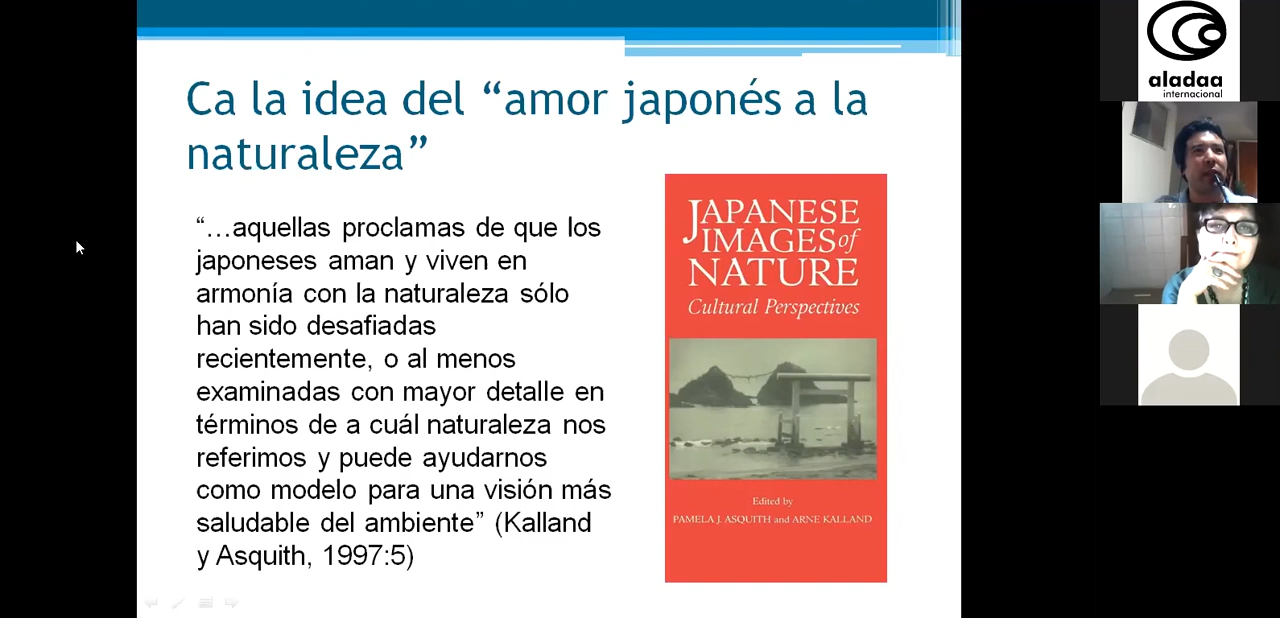 Ca la idea del “amor japonés a la
naturaleza”
“…aquellas proclamas de que los
japoneses aman y viven en
armonía con la naturaleza sólo
han sido desafiadas
recientemente, o al menos
examinadas con mayor detalle en
términos de a cuál naturaleza nos
referimos y puede ayudarnos
como modelo para una visión más
saludable del ambiente” (Kalland
y Asquith, 1997:5)
JAPANESE
IMAGES of
NATURE
Cultural Perspectives
Edited by
PAMELA J. ASQUITH and ARNE KALLAND
aladaa
internacional